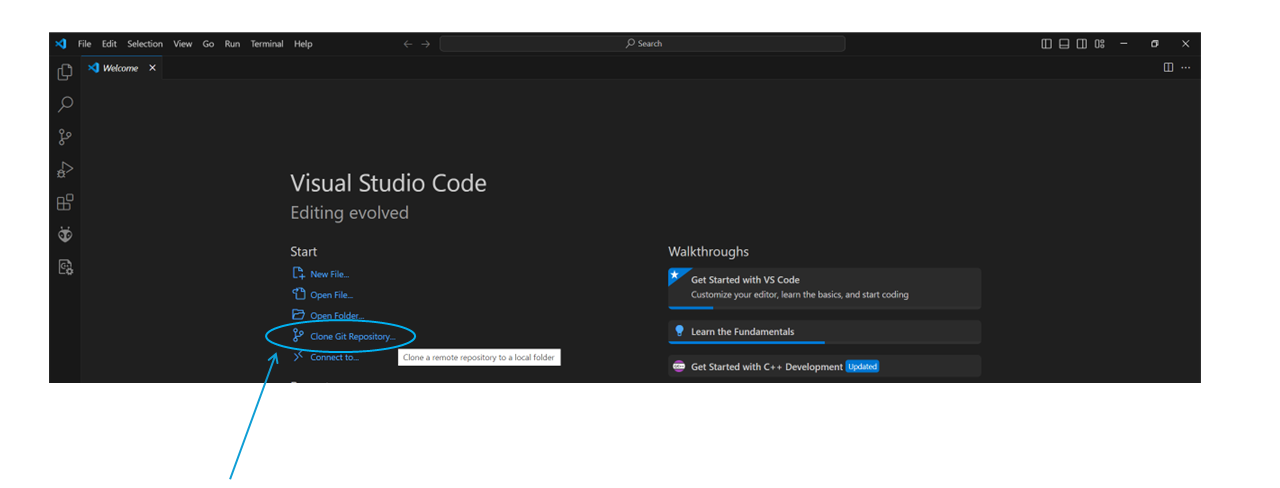 File Edit Selection View Go Run Terminal Help
Search
Welcome
Visual Studio Code
Editing evolved
Start
New File...
Open File...
Open Folder...
Clone Git Repository...
Connect to...
Clone a remote repository to a local folder
Walkthroughs
Get Started with VS Code
Customize your editor, learn the basics, and start coding
Learn the Fundamentals
Get Started with C++ Development Updated